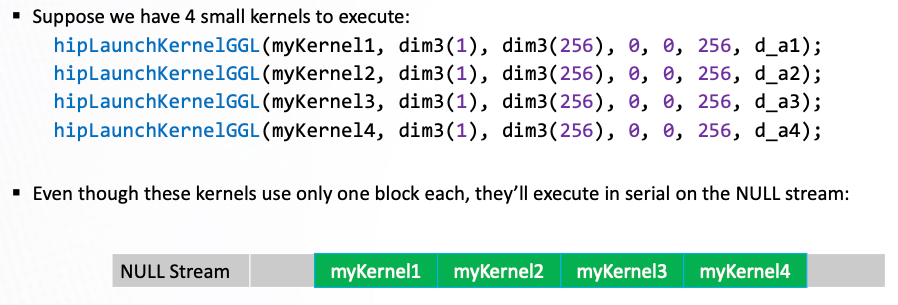 ▪ Suppose we have 4 small kernels to execute:
hipLaunchKernelGGL(myKernel1, dim3(1), dim3(256), 0, 0, 256, d_a1);
hipLaunchKernelGGL(myKernel2, dim3(1), dim3(256), 0, 0, 256, d_a2);
hipLaunchKernelGGL(myKernel3, dim3(1), dim3(256), 0, 0, 256, d_a3);
hipLaunchKernelGGL(myKernel4, dim3(1), dim3(256), 0, 0, 256, d_a4);
▪ Even though these kernels use only one block each, they’ll execute in serial on the NULL stream:
NULL Stream myKernel1 myKernel2 myKernel3 myKernel4